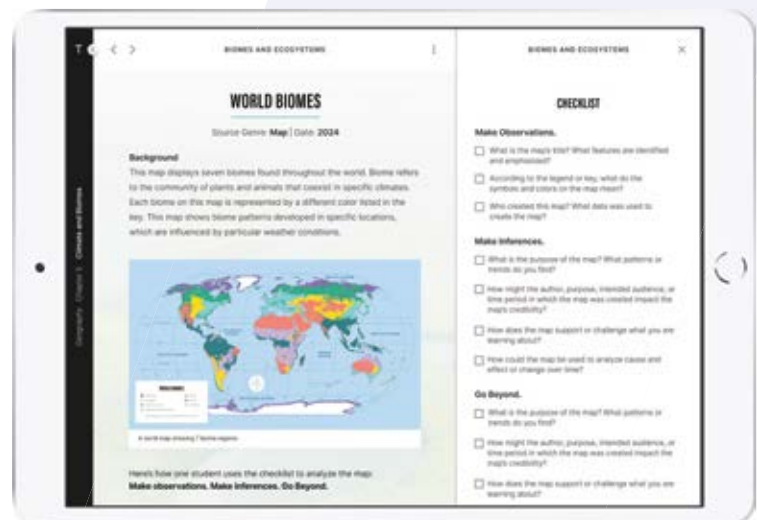 T
BIOMES AND ECOSYSTEMS
WORLD BIOMES
Source Genre: Map | Date: 2024
Background
This map displays seven biomes found throughout the world. Biome refers
to the community of plants and animals that coexist in specific climates.
Each biome on this map is represented by a different color listed in the
key. This map shows biome patterns developed in specific locations,
which are influenced by particular weather conditions.
WORLD BIOMES
A world map showing 7 biome regions
Here's how one student uses the checklist to analyze the map:
Make observations. Make inferences. Go Beyond.
Geography Chapter 5 Climate and Biomes
BIOMES AND ECOSYSTEMS
CHECKLIST
Make Observations.
What is the map's title? What features are identified
and emphasized?
According to the legend or key, what do the
symbols and colors on the map mean?
Who created this map? What data was used to
create the map?
Make Inferences.
What is the purpose of the map? What patterns or
trends do you find?
How might the author, purpose, intended audience, or
time period in which the map was created impact the
map's credibility?
How does the map support or challenge what you are
learning about?
How could the map be used to analyze cause and
effect or change over time?
Go Beyond.
What is the purpose of the map? What patterns or
trends do you find?
How might the author, purpose, intended audience, or
time period in which the map was created impact the
map's credibility?
How does the map support or challenge what you are
learning about?